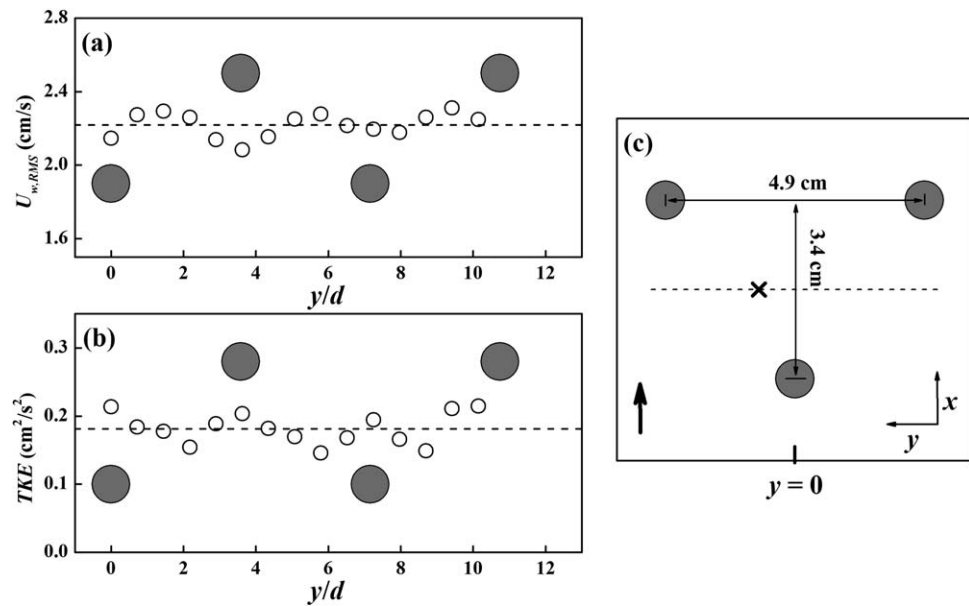 (a)
2.8
2.4
2.0
1.6
U_{w,RMS} (cm/s)
0 2 4 6 8 10 12
y/d
(b)
0.3
0.2
0.1
0.0
TKE (cm²/s²)
0 2 4 6 8 10 12
y/d
(c)
4.9 cm
3.4 cm
x
y
y = 0